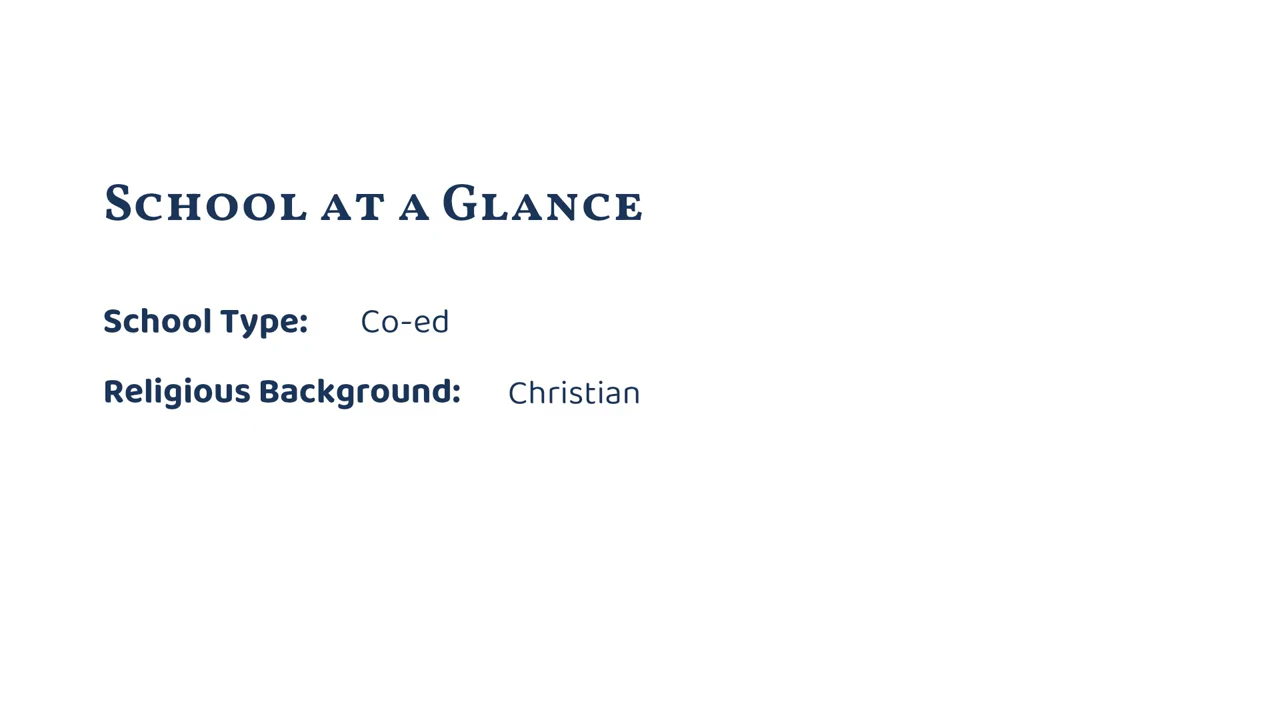 School at a Glance
School Type: Co-ed
Religious Background: Christian